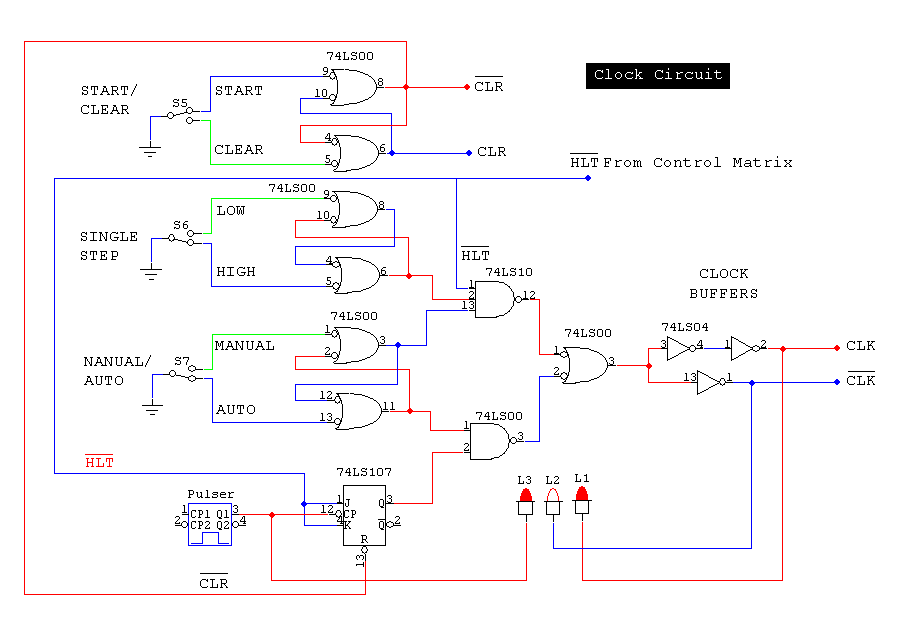 74LS00
Clock Circuit
START/
CLEAR
S5
START
9
10
8
CLR
CLEAR
4
5
6
CLR
HLT From Control Matrix
74LS00
SINGLE
STEP
S6
LOW
9
10
8
HIGH
4
5
6
HLT
74LS10
1
2
13
12
CLOCK
BUFFERS
74LS00
NANUAL/
AUTO
S7
MANUAL
1
2
3
AUTO
12
13
11
74LS00
1
2
3
74LS04
3
4
1
2
CLK
13
1
CLK
74LS00
1
2
3
HLT
74LS107
1
J
Q
3
12
CP
4
K
Q
2
R
13
Pulser
1
CP1
Q1
3
2
CP2
Q2
4
CLR
L3
L2
L1